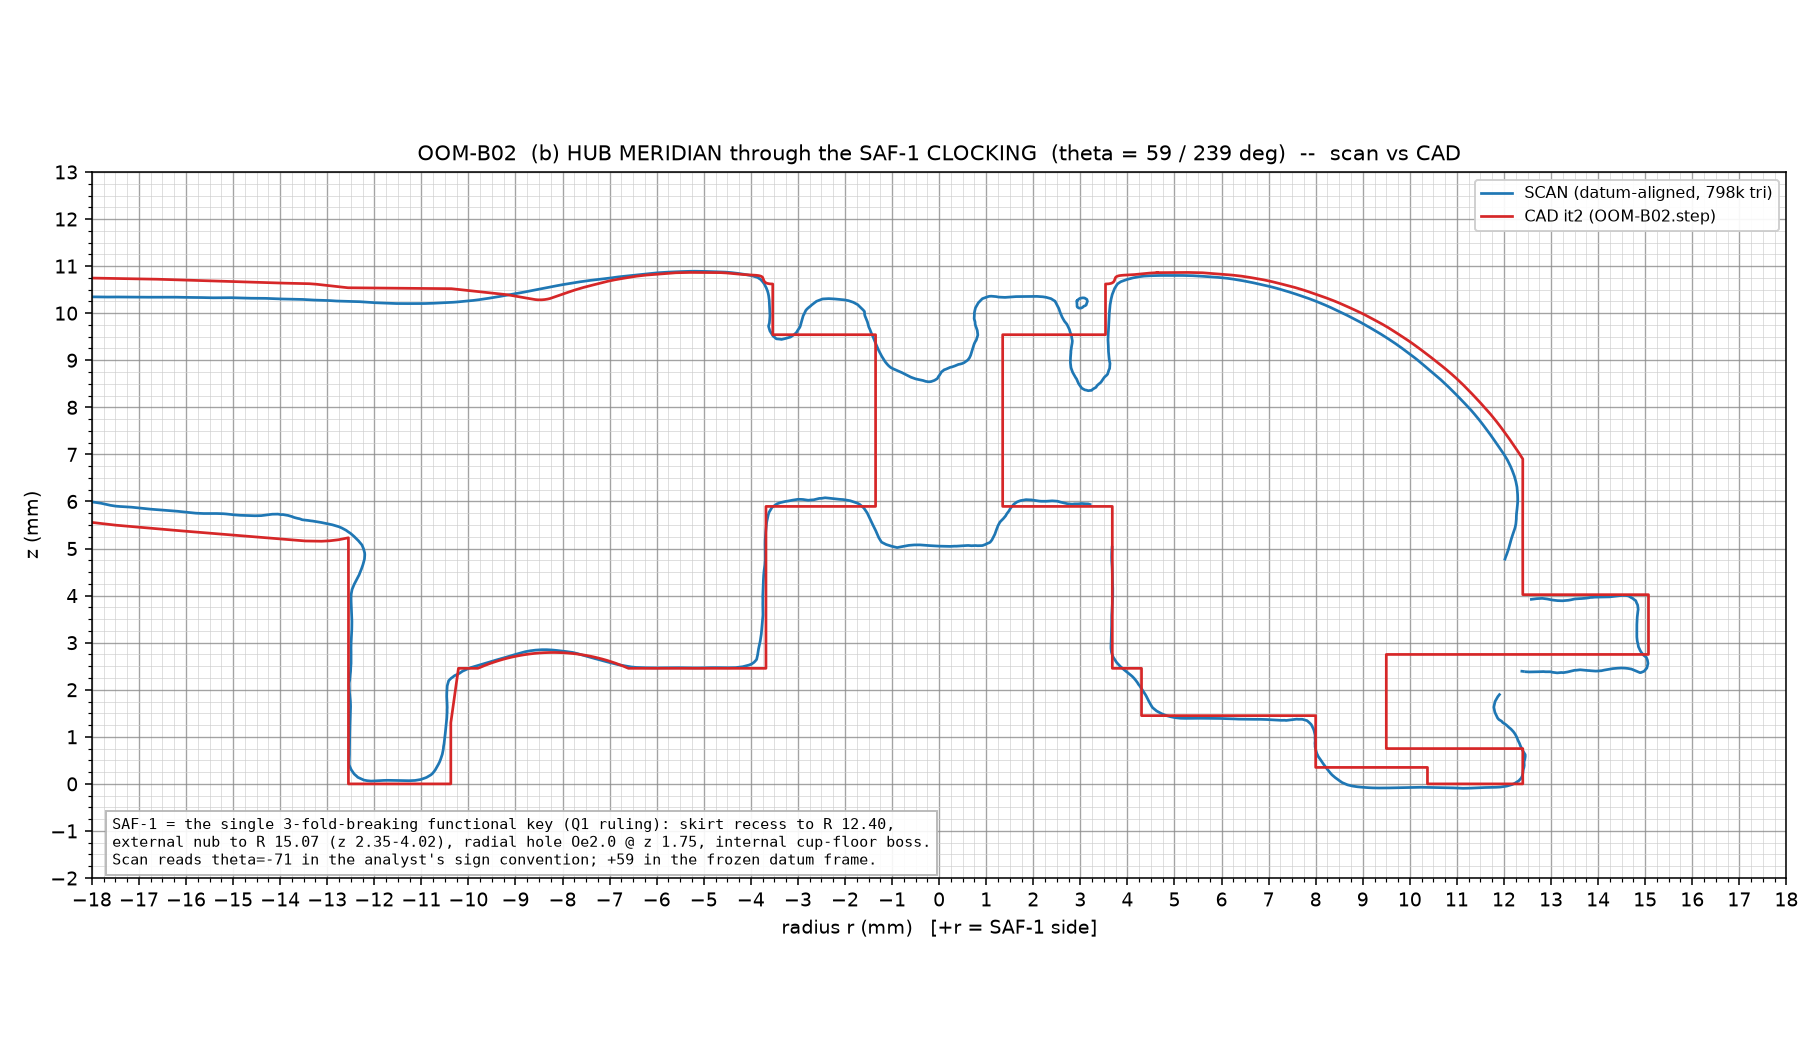 OOM-B02  (b) HUB MERIDIAN through the SAF-1 CLOCKING  (theta = 59 / 239 deg)  --  scan vs CAD
SCAN (datum-aligned, 798k tri)
CAD it2 (OOM-B02.step)
13
12
11
10
9
8
7
6
5
4
3
2
1
0
−1
−2
z (mm)
SAF-1 = the single 3-fold-breaking functional key (Q1 ruling): skirt recess to R 12.40,
external nub to R 15.07 (z 2.35-4.02), radial hole Oe2.0 @ z 1.75, internal cup-floor boss.
Scan reads theta=-71 in the analyst's sign convention; +59 in the frozen datum frame.
−18 −17 −16 −15 −14 −13 −12 −11 −10 −9 −8 −7 −6 −5 −4 −3 −2 −1 0 1 2 3 4 5 6 7 8 9 10 11 12 13 14 15 16 17 18
radius r (mm)   [+r = SAF-1 side]